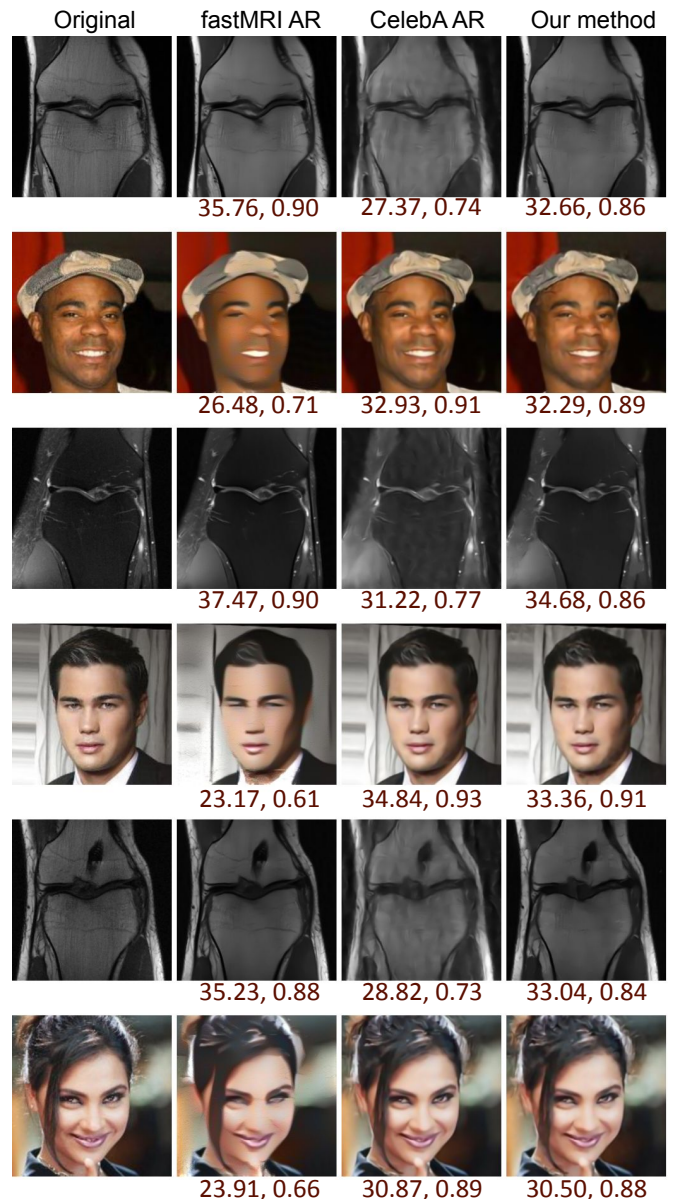 Original fastMRI AR CelebA AR Our method
35.76, 0.90 27.37, 0.74 32.66, 0.86
26.48, 0.71 32.93, 0.91 32.29, 0.89
37.47, 0.90 31.22, 0.77 34.68, 0.86
23.17, 0.61 34.84, 0.93 33.36, 0.91
35.23, 0.88 28.82, 0.73 33.04, 0.84
23.91, 0.66 30.87, 0.89 30.50, 0.88